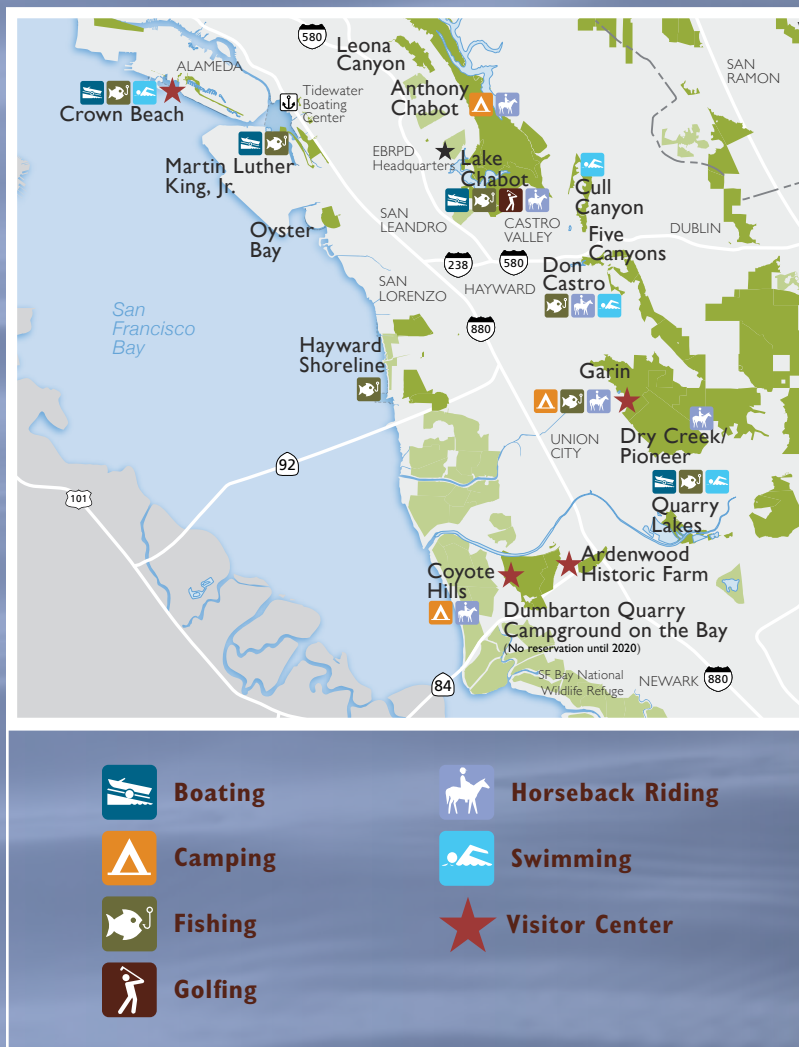 580
Leona
Canyon
SAN
RAMON
ALAMEDA
Crown Beach
Tidewater
Boating
Center
Anthony
Chabot
Martin Luther
King, Jr.
EBRPD
Headquarters
Lake
Chabot
Cull
Canyon
SAN
LEANDRO
CASTRO
VALLEY
DUBLIN
Oyster
Bay
Five
Canyons
238
580
Don
Castro
SAN
LORENZO
HAYWARD
San
Francisco
Bay
880
Hayward
Shoreline
Garin
UNION
CITY
Dry Creek/
Pioneer
92
101
Quarry
Lakes
Coyote
Hills
Ardenwood
Historic Farm
Dumbarton Quarry
Campground on the Bay
(No reservation until 2020)
84
SF Bay National
Wildlife Refuge
NEWARK
880
Boating
Camping
Fishing
Golfing
Horseback Riding
Swimming
Visitor Center